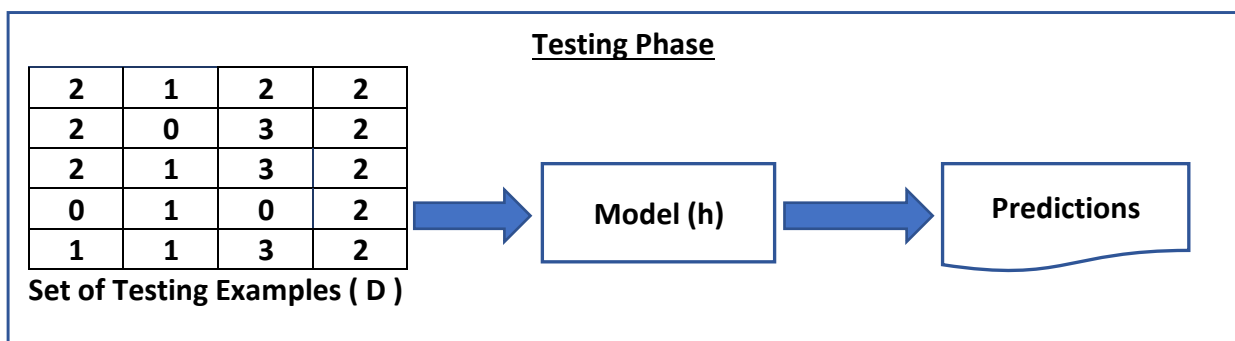 Testing Phase
2 1 2 2
2 0 3 2
2 1 3 2
0 1 0 2
1 1 3 2
Set of Testing Examples ( D )
Model (h)
Predictions